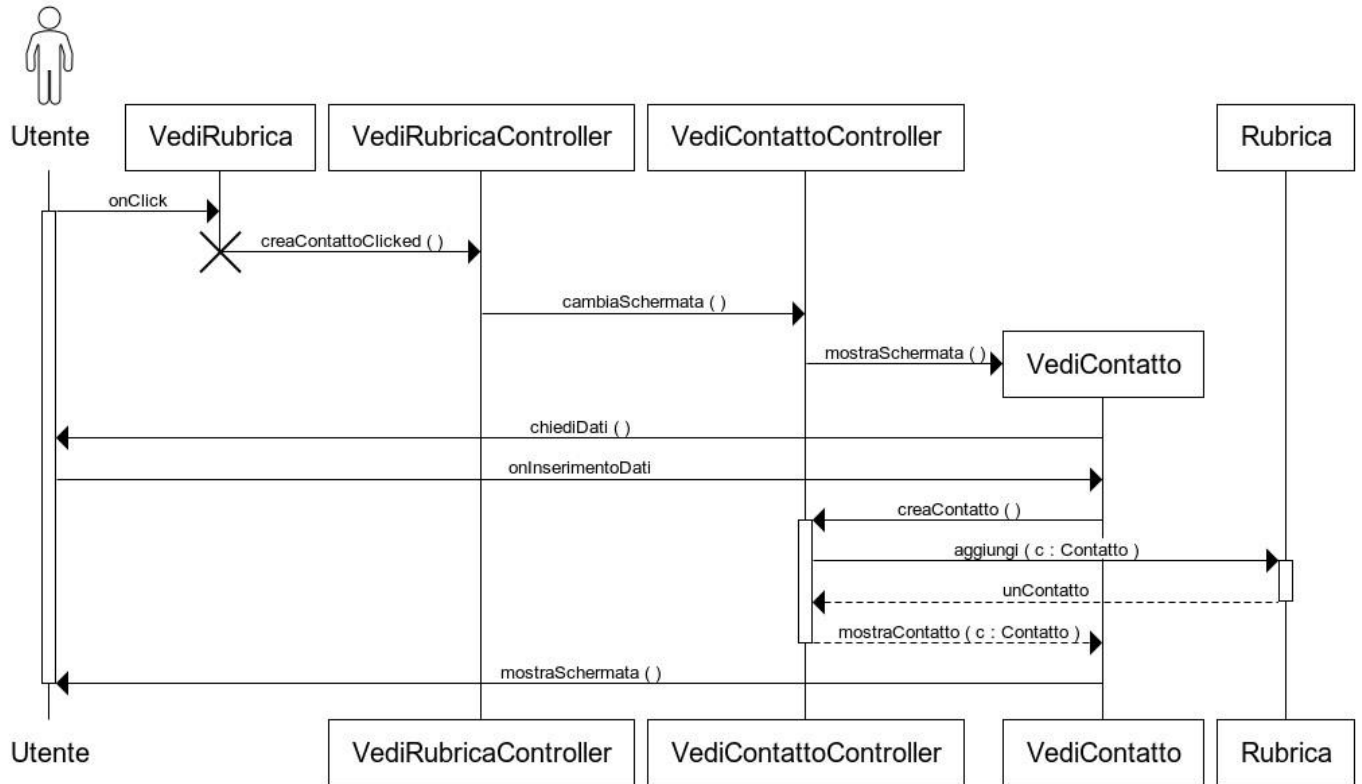 Utente
VediRubrica
VediRubricaController
VediContattoController
Rubrica
onClick
creaContattoClicked ( )
cambiaSchermata ( )
mostraSchermata ( )
VediContatto
chiediDati ( )
onInserimentoDati
creaContatto ( )
aggiungi ( c : Contatto )
unContatto
mostraContatto ( c : Contatto )
mostraSchermata ( )
Utente
VediRubricaController
VediContattoController
VediContatto
Rubrica